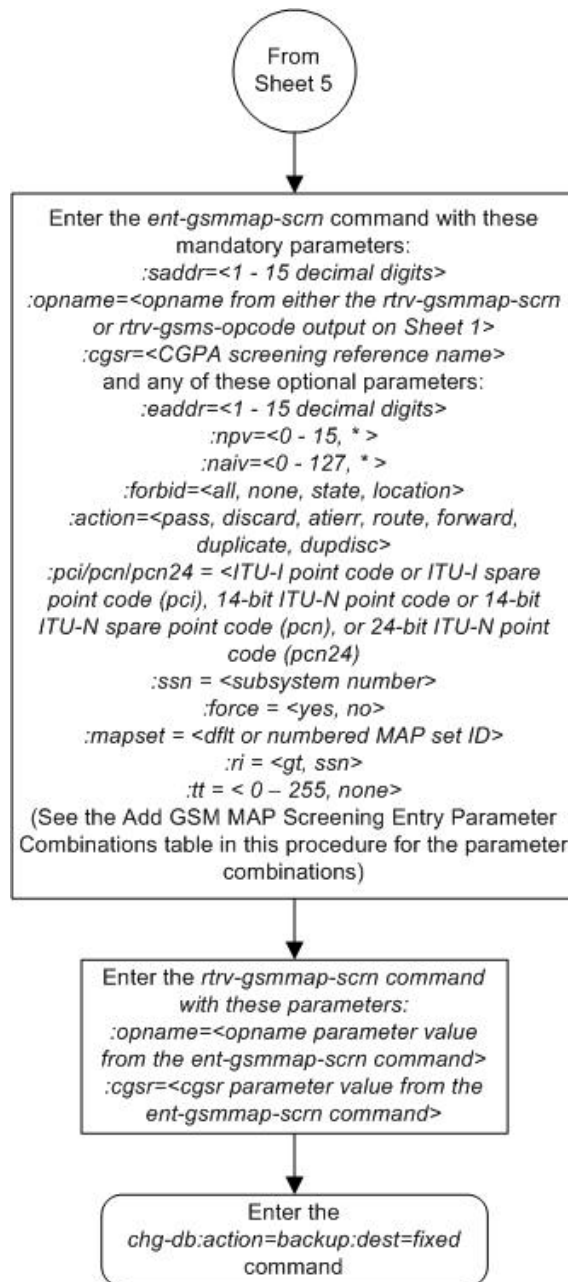 From
Sheet 5
Enter the ent-gsmmap-scrn command with these
mandatory parameters:
:saddr=<1 - 15 decimal digits>
:opname=<opname from either the rtrv-gsmmap-scrn
or rtrv-gsms-opcode output on Sheet 1>
:cgsr=<CGPA screening reference name>
and any of these optional parameters:
:eaddr=<1 - 15 decimal digits>
:npv=<0 - 15, * >
:naiv=<0 - 127, * >
:forbid=<all, none, state, location>
:action=<pass, discard, atierr, route, forward,
duplicate, dupdisc>
:pci/pcn/pcn24 = <ITU-I point code or ITU-I spare
point code (pci), 14-bit ITU-N point code or 14-bit
ITU-N spare point code (pcn), or 24-bit ITU-N point
code (pcn24)
:ssn = <subsystem number>
:force = <yes, no>
:mapset = <dflt or numbered MAP set ID>
:ri = <gt, ssn>
:tt = < 0 – 255, none>
(See the Add GSM MAP Screening Entry Parameter
Combinations table in this procedure for the parameter
combinations)
Enter the rtrv-gsmmap-scrn command
with these parameters:
:opname=<opname parameter value
from the ent-gsmmap-scrn command>
:cgsr=<cgsr parameter value from the
ent-gsmmap-scrn command>
Enter the
chg-db:action=backup:dest=fixed
command